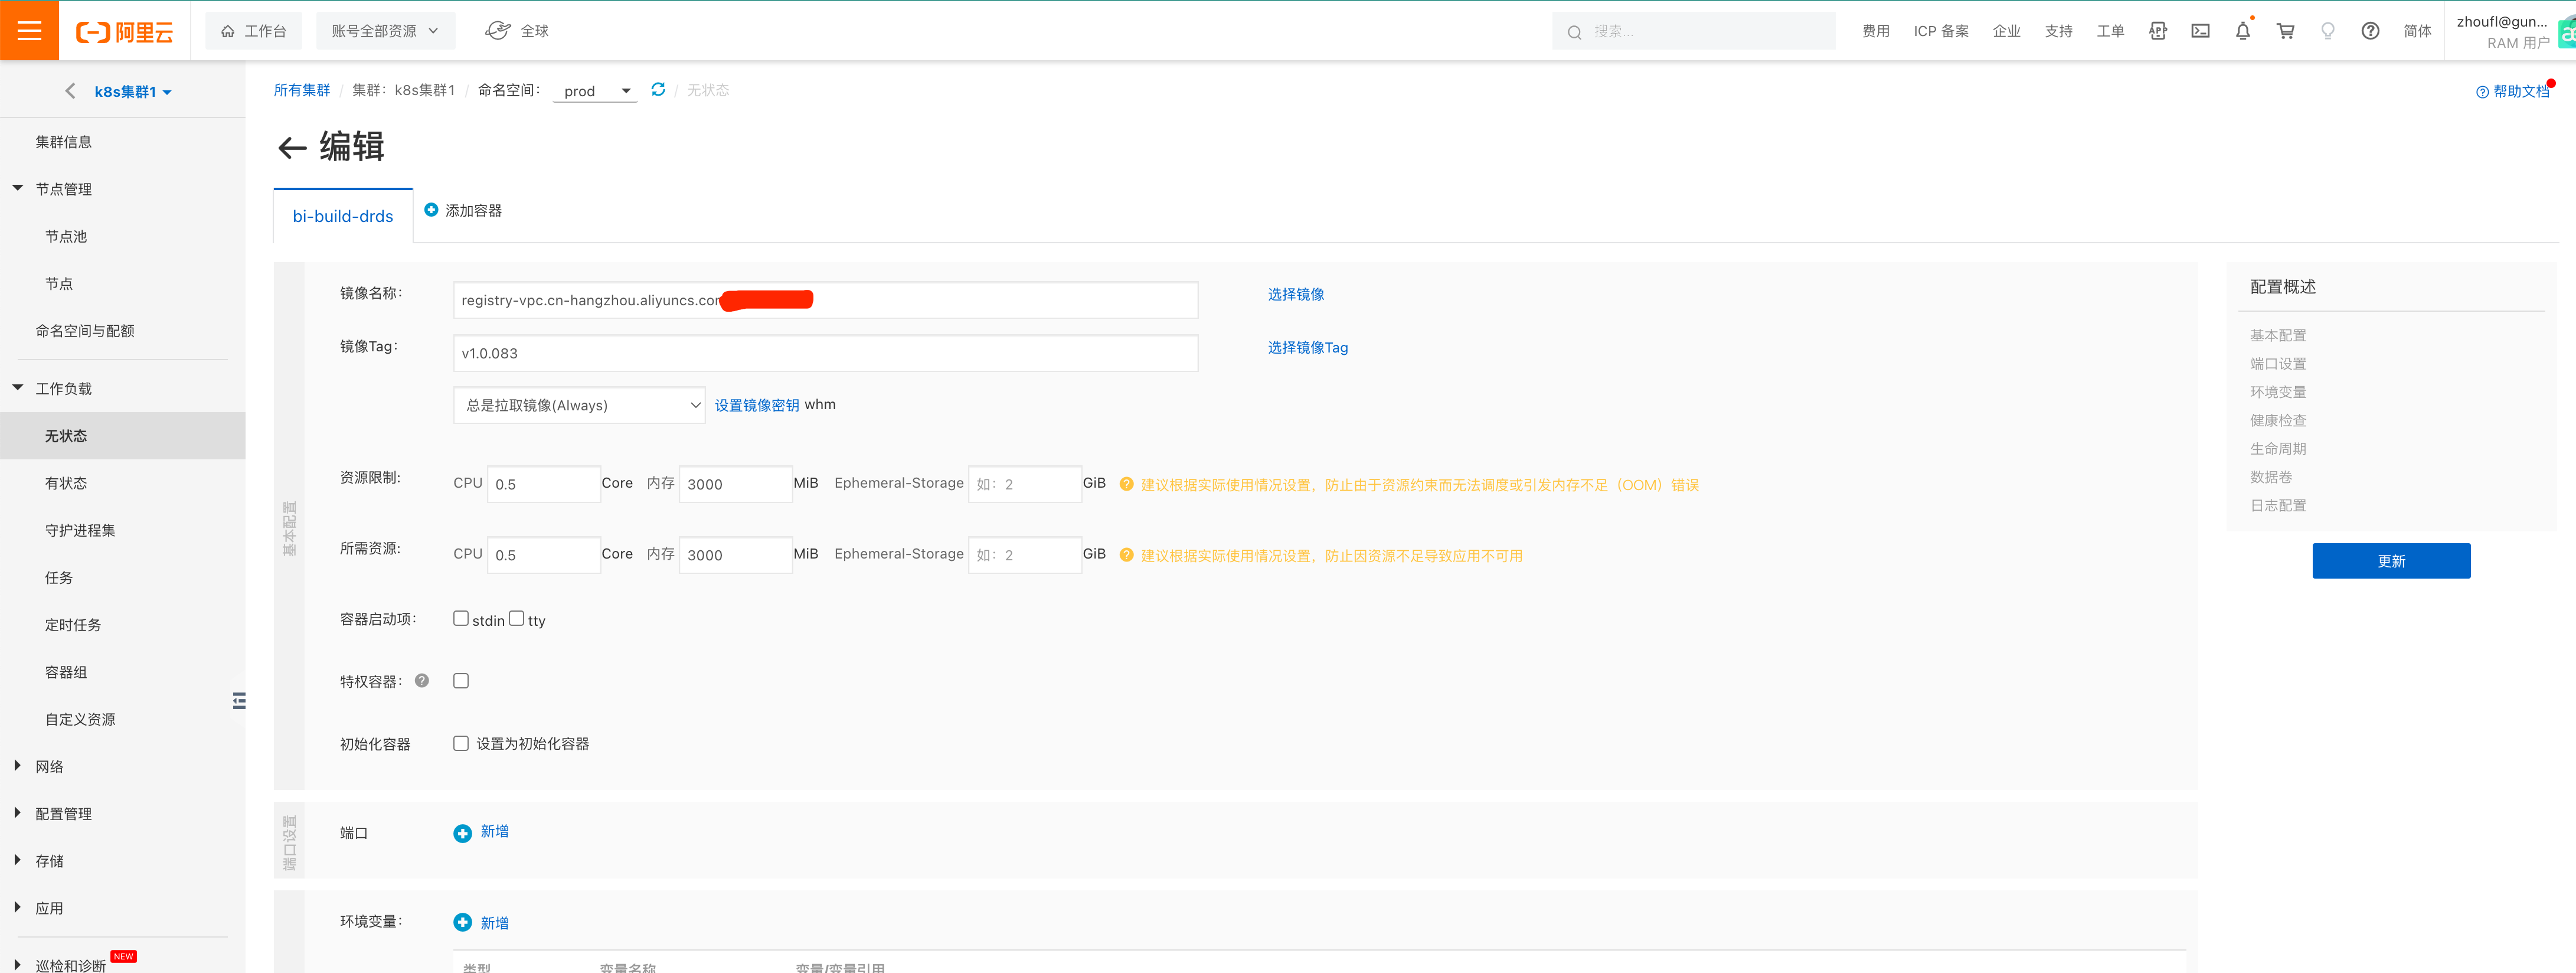 阿里云
工作台
账号全部资源
全球
搜索...
费用
ICP 备案
企业
支持
工单
简体
zhoufl@gun...
RAM 用户
k8s集群1
集群信息
节点管理
节点池
节点
命名空间与配额
工作负载
无状态
有状态
守护进程集
任务
定时任务
容器组
自定义资源
网络
配置管理
存储
应用
巡检和诊断 NEW
所有集群 / 集群：k8s集群1 / 命名空间： prod / 无状态
帮助文档
编辑
bi-build-drds
添加容器
基本配置
镜像名称： registry-vpc.cn-hangzhou.aliyuncs.com 选择镜像
镜像Tag： v1.0.083 选择镜像Tag
总是拉取镜像(Always) 设置镜像密钥 whm
资源限制: CPU 0.5 Core 内存 3000 MiB Ephemeral-Storage 如：2 GiB 建议根据实际使用情况设置，防止由于资源约束而无法调度或引发内存不足（OOM）错误
所需资源: CPU 0.5 Core 内存 3000 MiB Ephemeral-Storage 如：2 GiB 建议根据实际使用情况设置，防止因资源不足导致应用不可用
容器启动项： stdin tty
特权容器：
初始化容器 设置为初始化容器
端口设置
端口 新增
环境变量： 新增
类型 变量名称 变量/变量引用
配置概述
基本配置
端口设置
环境变量
健康检查
生命周期
数据卷
日志配置
更新